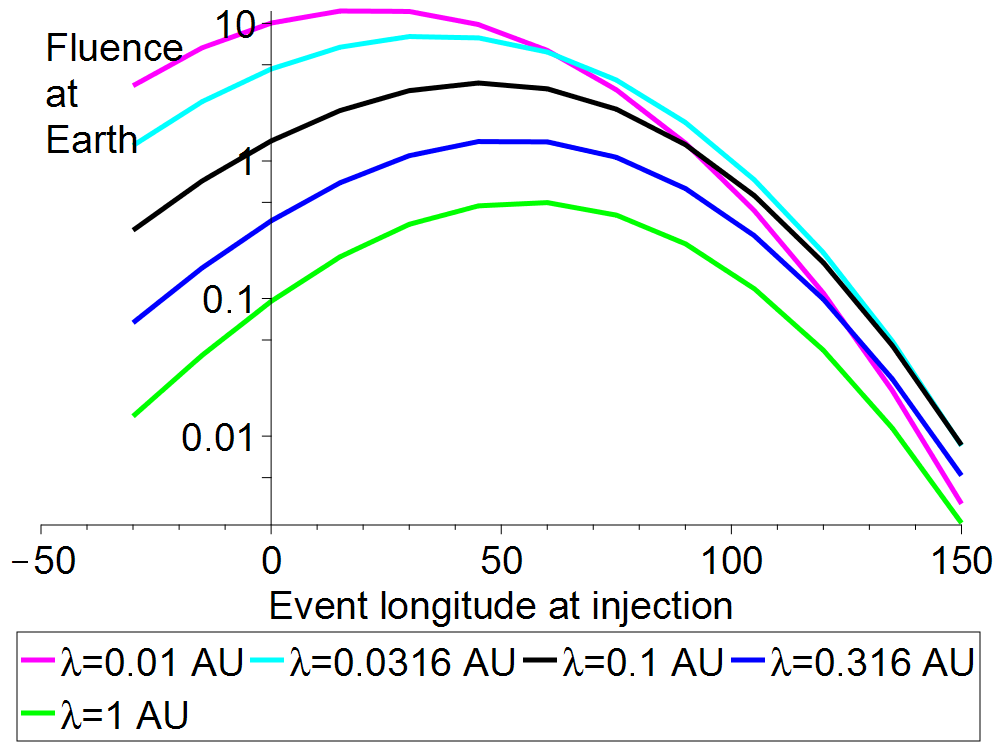 Fluence
at
Earth
10
1
0.1
0.01
−50 0 50 100 150
Event longitude at injection
λ=0.01 AU λ=0.0316 AU λ=0.1 AU λ=0.316 AU
λ=1 AU